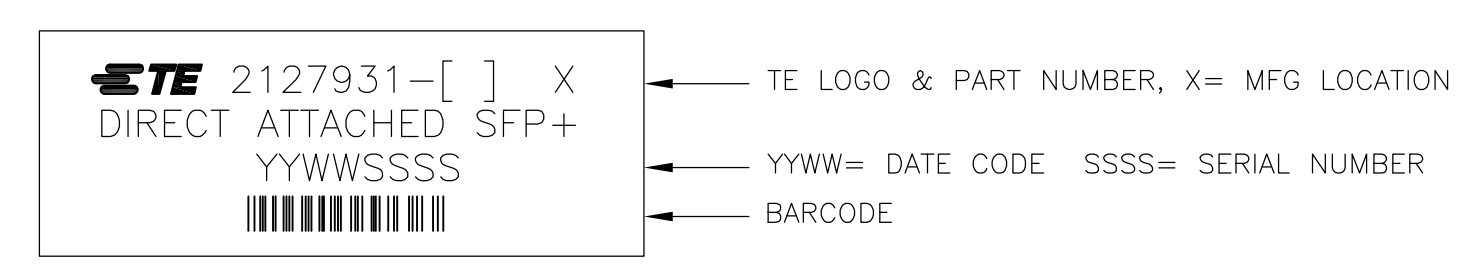 TE 2127931-[ ] X
DIRECT ATTACHED SFP+
YYWWSSSS
TE LOGO & PART NUMBER, X= MFG LOCATION
YYWW= DATE CODE SSSS= SERIAL NUMBER
BARCODE